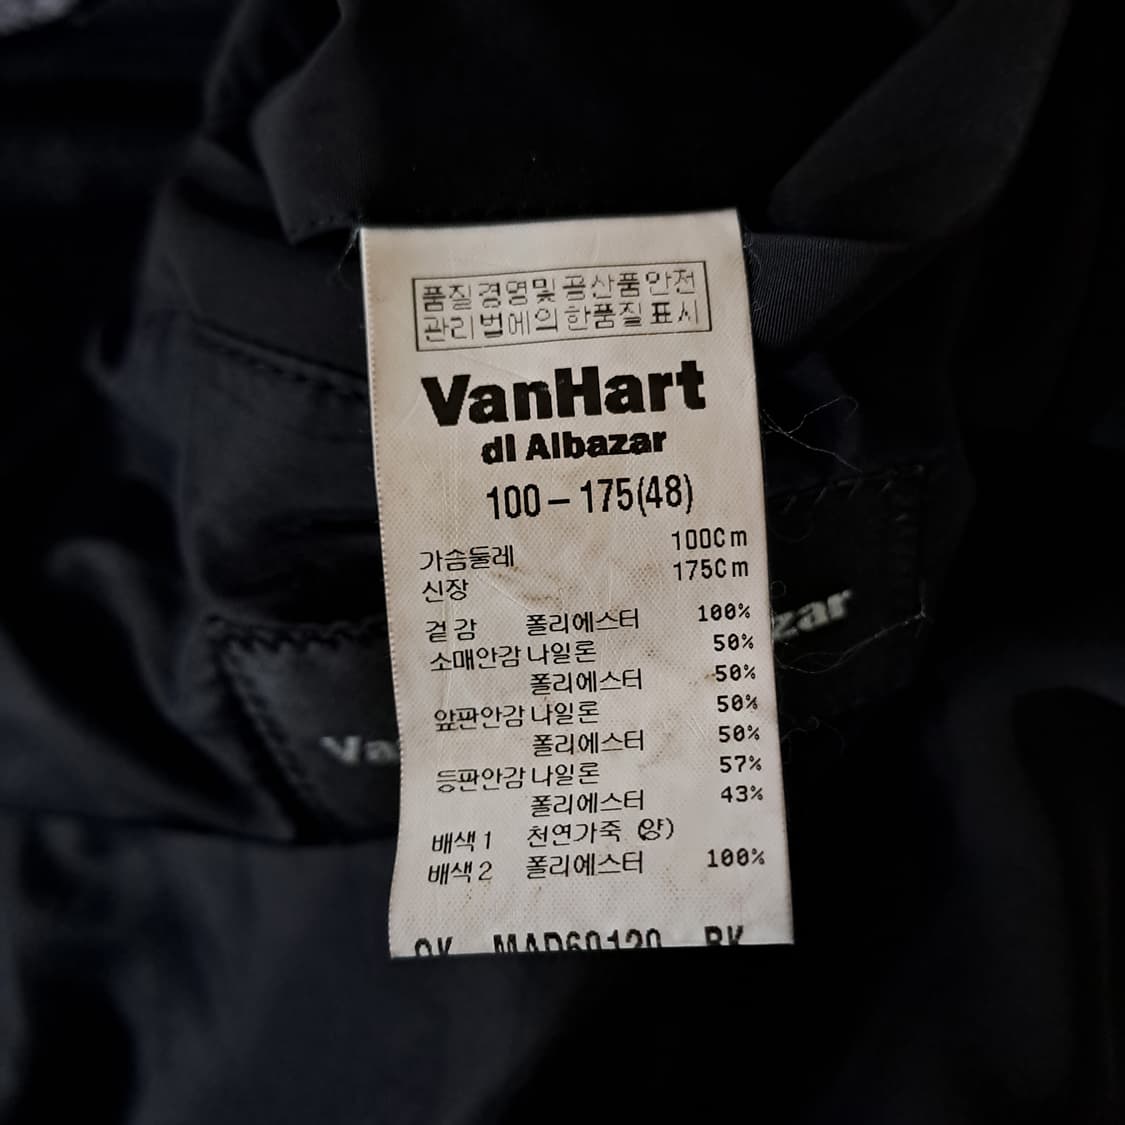 품질경영및공산품안전
관리법에의한품질표시
VanHart
dI Albazar
100-175(48)
가슴둘레 100Cm
신장 175Cm
겉감 폴리에스터 100%
소매안감 나일론 50%
폴리에스터 50%
앞판안감 나일론 50%
폴리에스터 50%
등판안감 나일론 57%
폴리에스터 43%
배색1 천연가죽 (양)
배색2 폴리에스터 100%
Va
zar